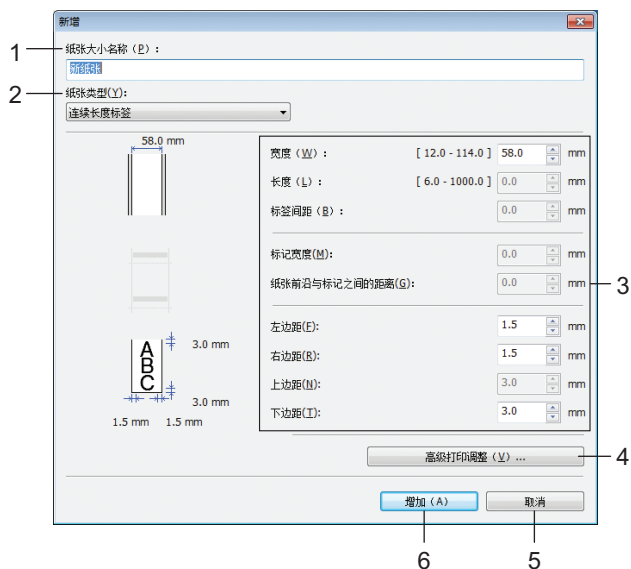 新增
1
纸张大小名称（P）：
新纸张
2
纸张类型(Y)：
连续长度标签
58.0 mm
宽度（W）： [ 12.0 - 114.0 ] 58.0 mm
长度（L）： [ 6.0 - 1000.0 ] 0.0 mm
标签间距（B）： 0.0 mm
标记宽度(M)： 0.0 mm
纸张前沿与标记之间的距离(G)： 0.0 mm
3
左边距(F)： 1.5 mm
右边距(R)： 1.5 mm
上边距(N)： 3.0 mm
下边距(T)： 3.0 mm
A
B
C
3.0 mm
3.0 mm
1.5 mm 1.5 mm
高级打印调整（V）...
4
增加（A） 取消
6 5